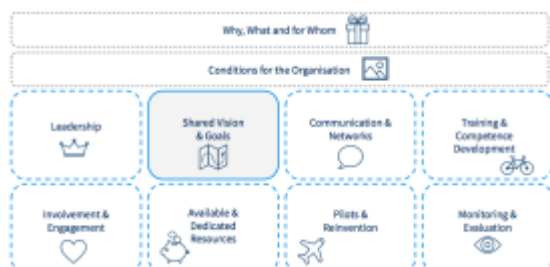 Why, What and for Whom
Conditions for the Organisation
Leadership
Shared Vision
& Goals
Communication &
Networks
Training &
Competence
Development
Involvement &
Engagement
Available &
Dedicated
Resources
Pilots &
Reinvention
Monitoring &
Evaluation